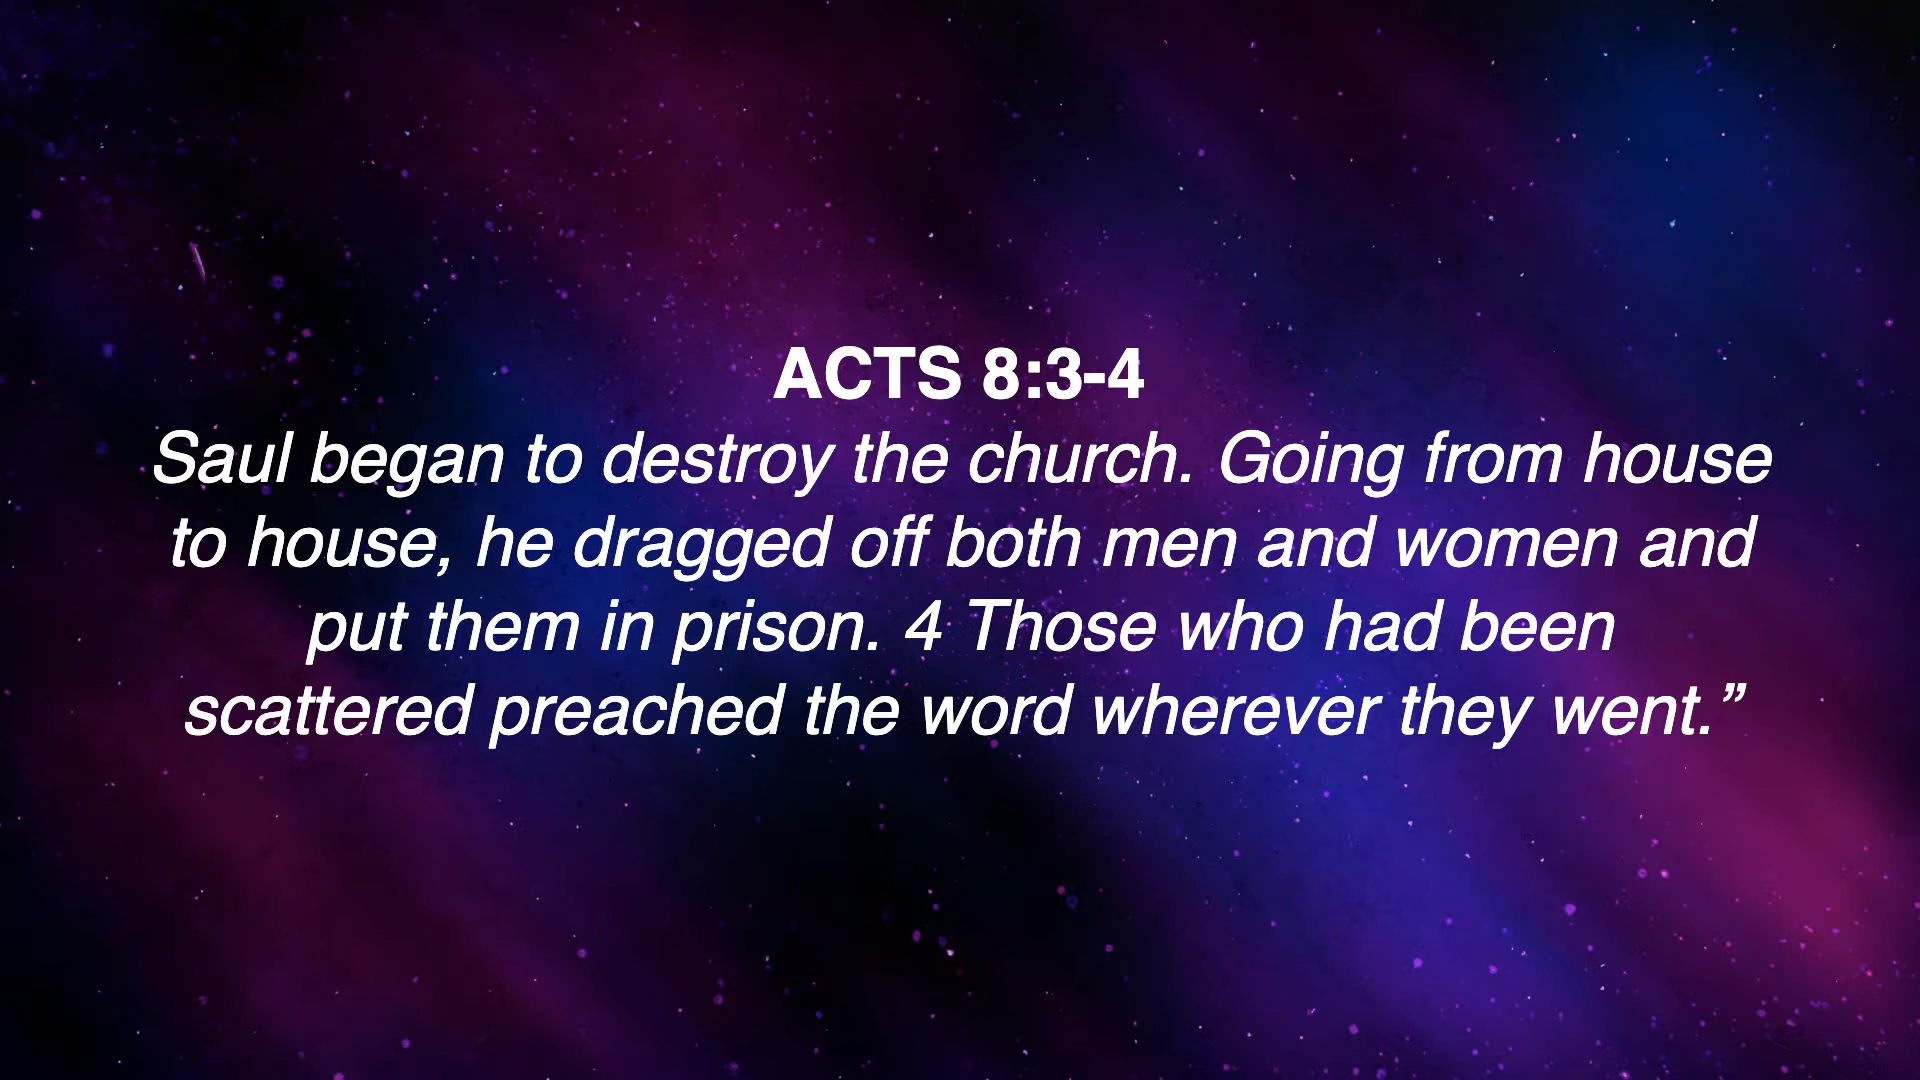 ACTS 8:3-4
Saul began to destroy the church. Going from house
to house, he dragged off both men and women and
put them in prison. 4 Those who had been
scattered preached the word wherever they went.”